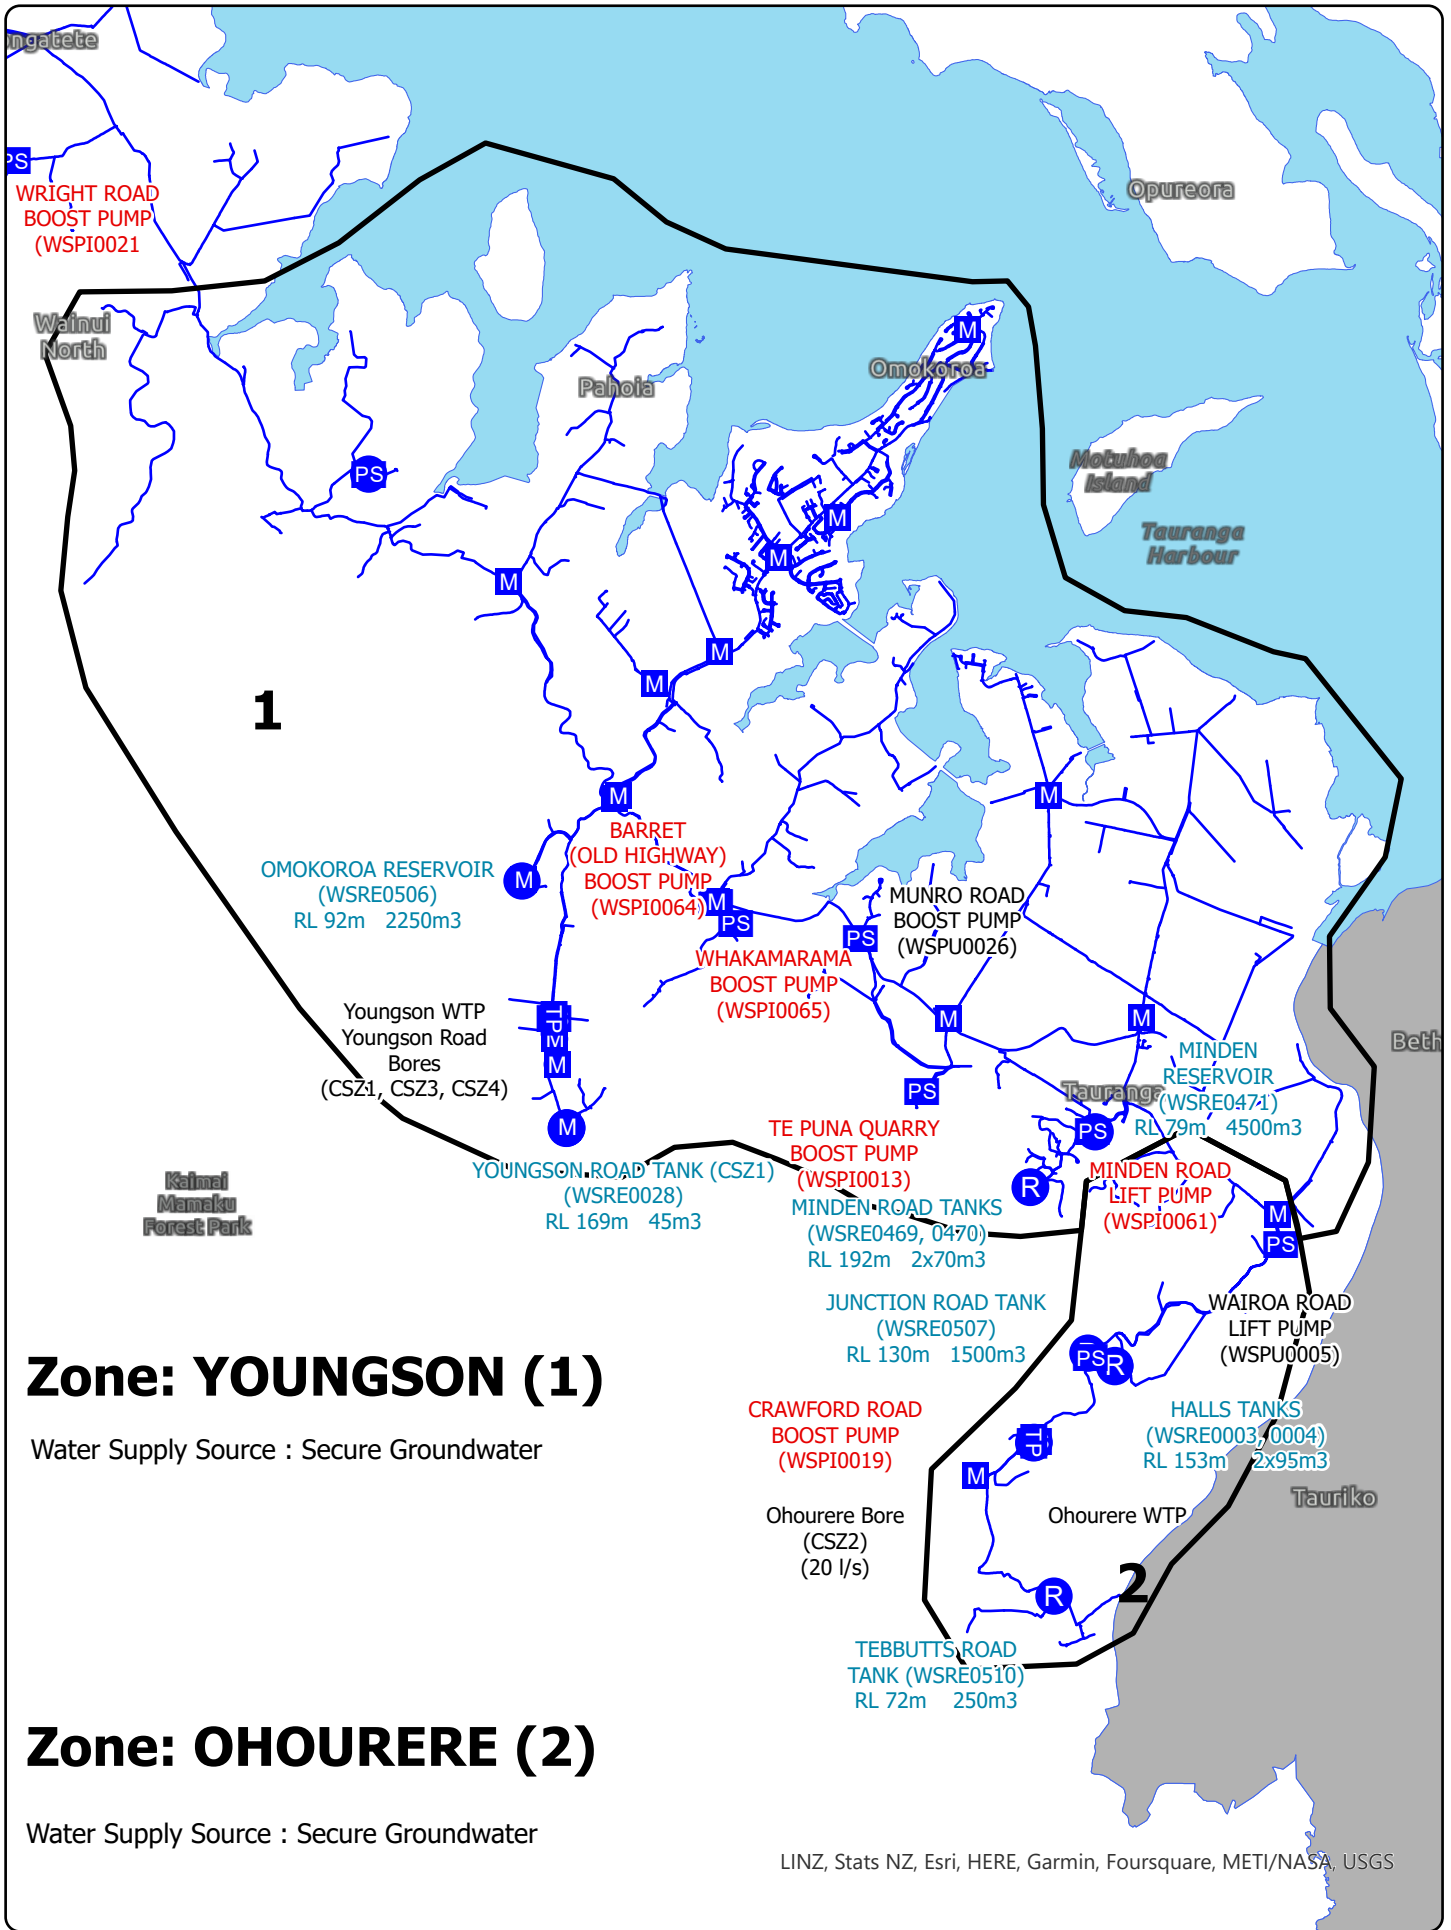 ongatete
PS
WRIGHT ROAD
BOOST PUMP
(WSPI0021
Opureora
Wainui
North
Pahoia
M
Omokoroa
PS
Motuhoa
Island
M
Tauranga
Harbour
M
M
M
M
1
M
M
BARRET
(OLD HIGHWAY)
BOOST PUMP
(WSPI0064)
OMOKOROA RESERVOIR
(WSRE0506)
RL 92m 2250m3
M
M
PS
MUNRO ROAD
BOOST PUMP
(WSPU0026)
PS
WHAKAMARAMA
BOOST PUMP
(WSPI0065)
Youngson WTP
Youngson Road
Bores
(CSZ1, CSZ3, CSZ4)
TP
M
M
M
M
M
Beth
MINDEN
RESERVOIR
(WSRE0471)
RL 79m 4500m3
PS
Tauranga
PS
TE PUNA QUARRY
BOOST PUMP
(WSPI0013)
YOUNGSON ROAD TANK (CSZ1)
(WSRE0028)
RL 169m 45m3
MINDEN ROAD
LIFT PUMP
(WSPI0061)
R
Kaimai
Mamaku
Forest Park
MINDEN ROAD TANKS
(WSRE0469, 0470)
RL 192m 2x70m3
M
PS
JUNCTION ROAD TANK
(WSRE0507)
RL 130m 1500m3
WAIROA ROAD
LIFT PUMP
(WSPU0005)
PS
R
Zone: YOUNGSON (1)
Water Supply Source : Secure Groundwater
CRAWFORD ROAD
BOOST PUMP
(WSPI0019)
HALLS TANKS
(WSRE0003, 0004)
RL 153m 2x95m3
TP
M
Tauriko
Ohourere Bore
(CSZ2)
(20 l/s)
Ohourere WTP
2
R
TEBBUTTS ROAD
TANK (WSRE0510)
RL 72m 250m3
Zone: OHOURERE (2)
Water Supply Source : Secure Groundwater
LINZ, Stats NZ, Esri, HERE, Garmin, Foursquare, METI/NASA, USGS